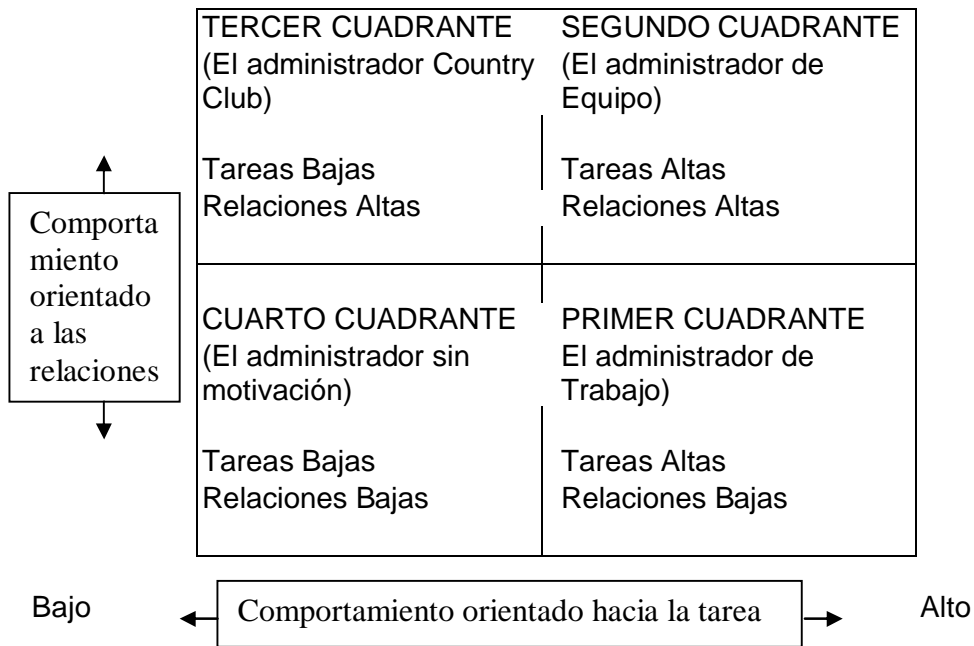 TERCER CUADRANTE
(El administrador Country
Club)
Tareas Bajas
Relaciones Altas
SEGUNDO CUADRANTE
(El administrador de
Equipo)
Tareas Altas
Relaciones Altas
Comporta
miento
orientado
a las
relaciones
CUARTO CUADRANTE
(El administrador sin
motivación)
Tareas Bajas
Relaciones Bajas
PRIMER CUADRANTE
El administrador de
Trabajo)
Tareas Altas
Relaciones Bajas
Bajo
Comportamiento orientado hacia la tarea
Alto